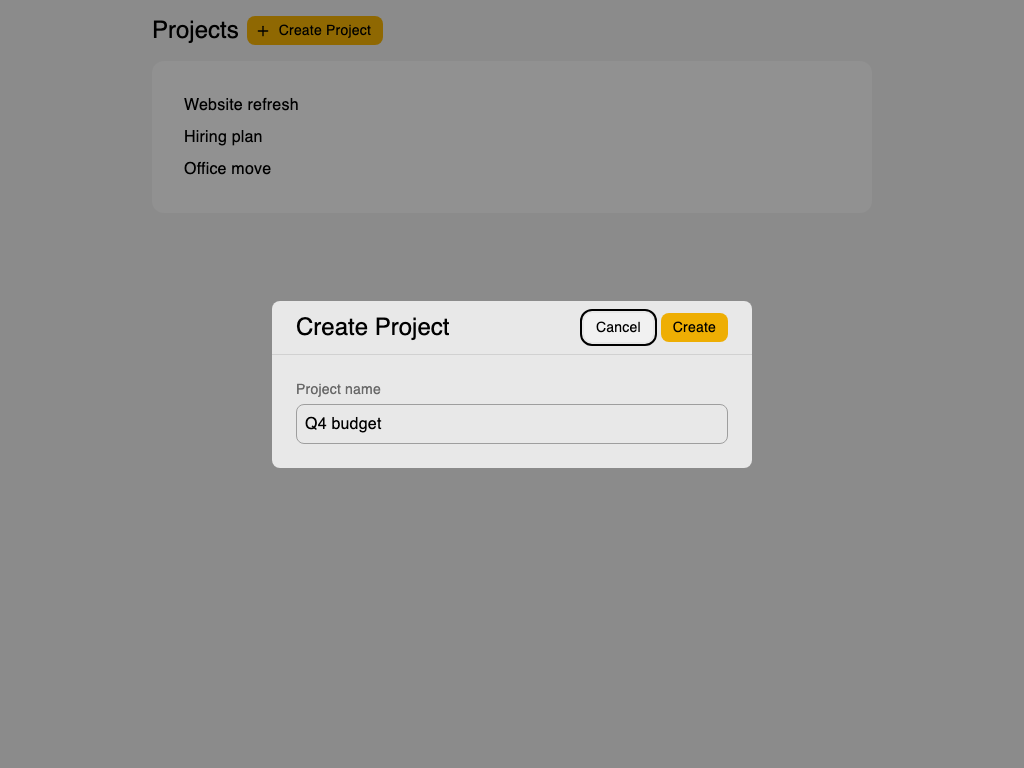 Projects
+ Create Project
Website refresh
Hiring plan
Office move
Create Project
Cancel
Create
Project name
Q4 budget